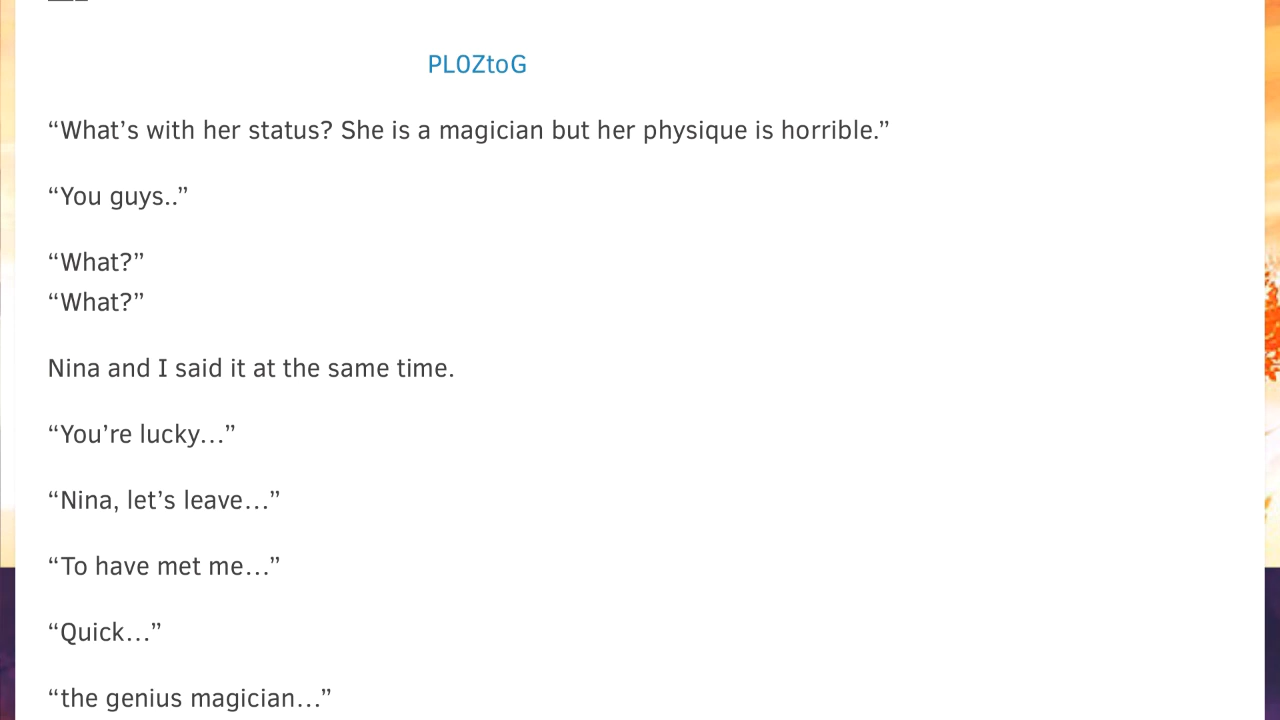 PL0ZtoG
“What’s with her status? She is a magician but her physique is horrible.”
“You guys..”
“What?”
“What?”
Nina and I said it at the same time.
“You’re lucky…”
“Nina, let’s leave…”
“To have met me…”
“Quick…”
“the genius magician…”